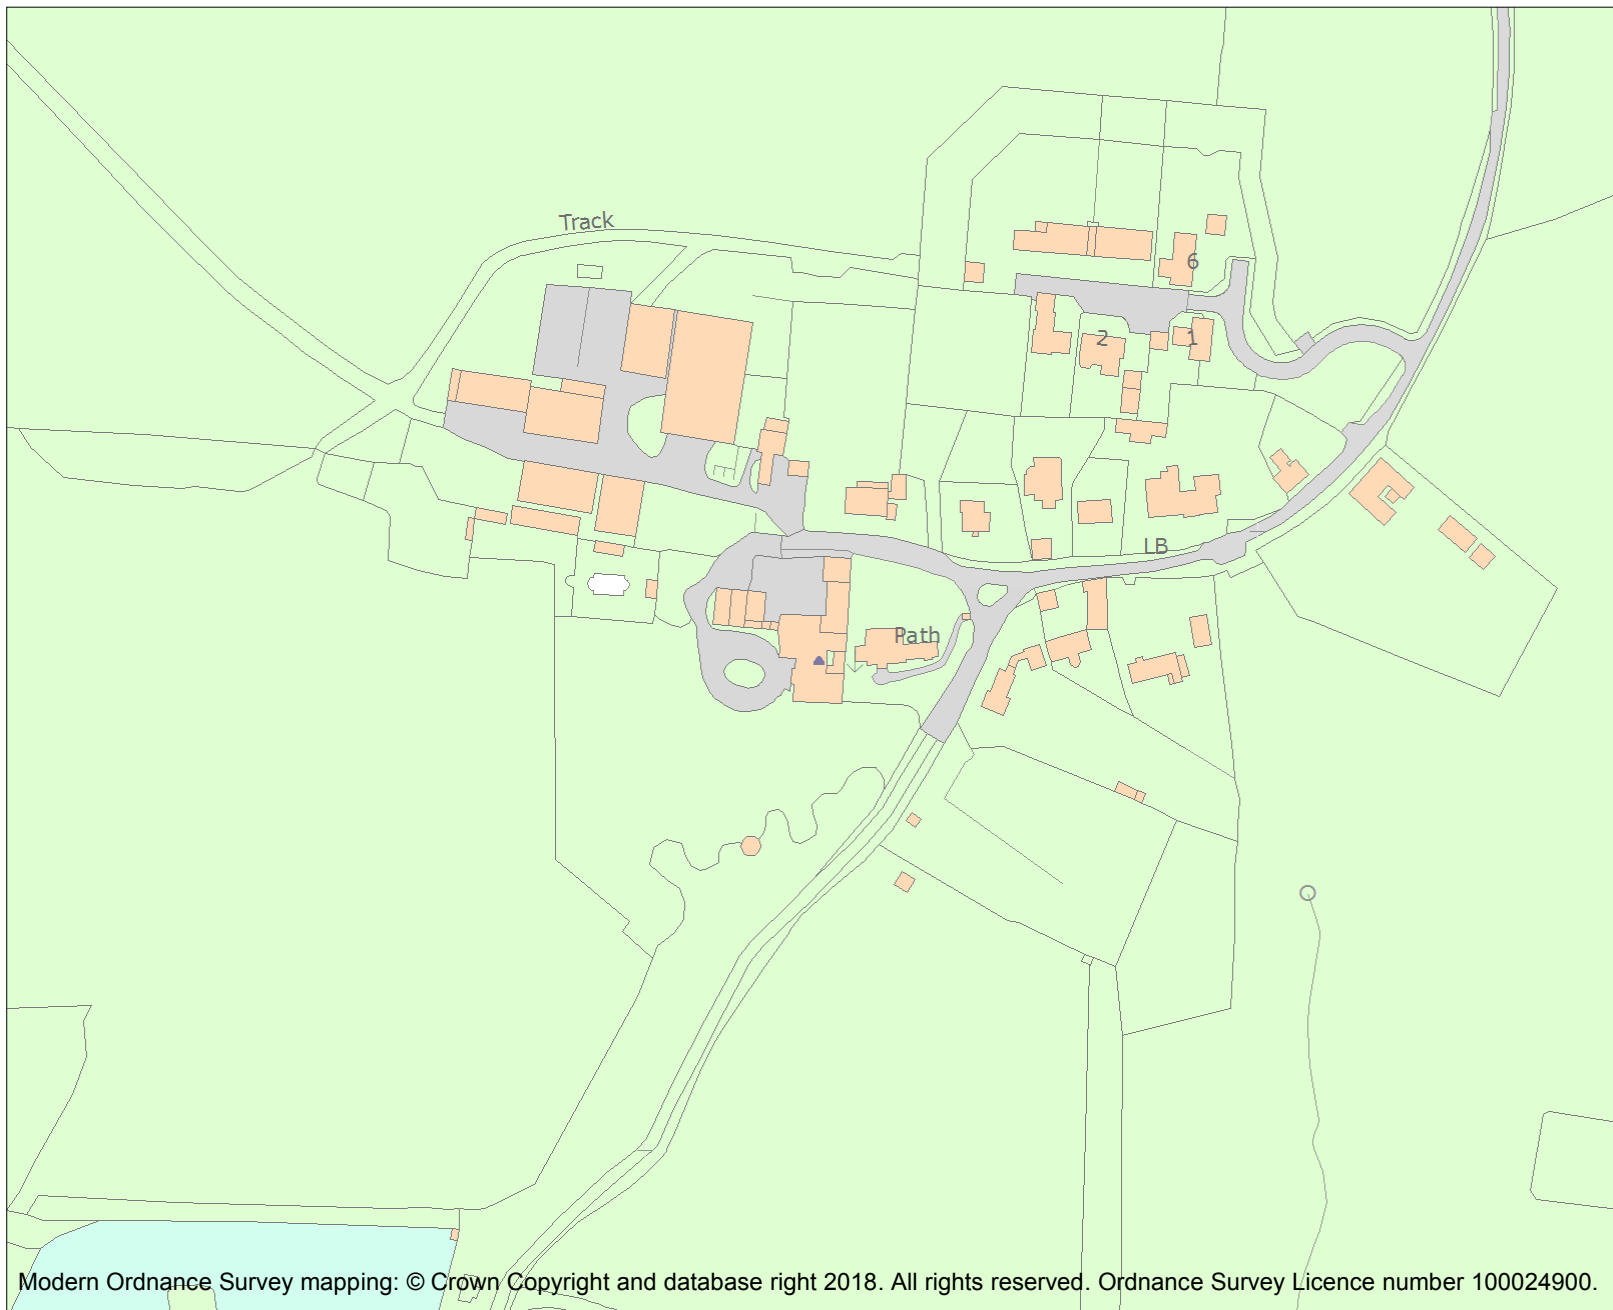 Track
6
2
1
LB
Path
Modern Ordnance Survey mapping: © Crown Copyright and database right 2018. All rights reserved. Ordnance Survey Licence number 100024900.